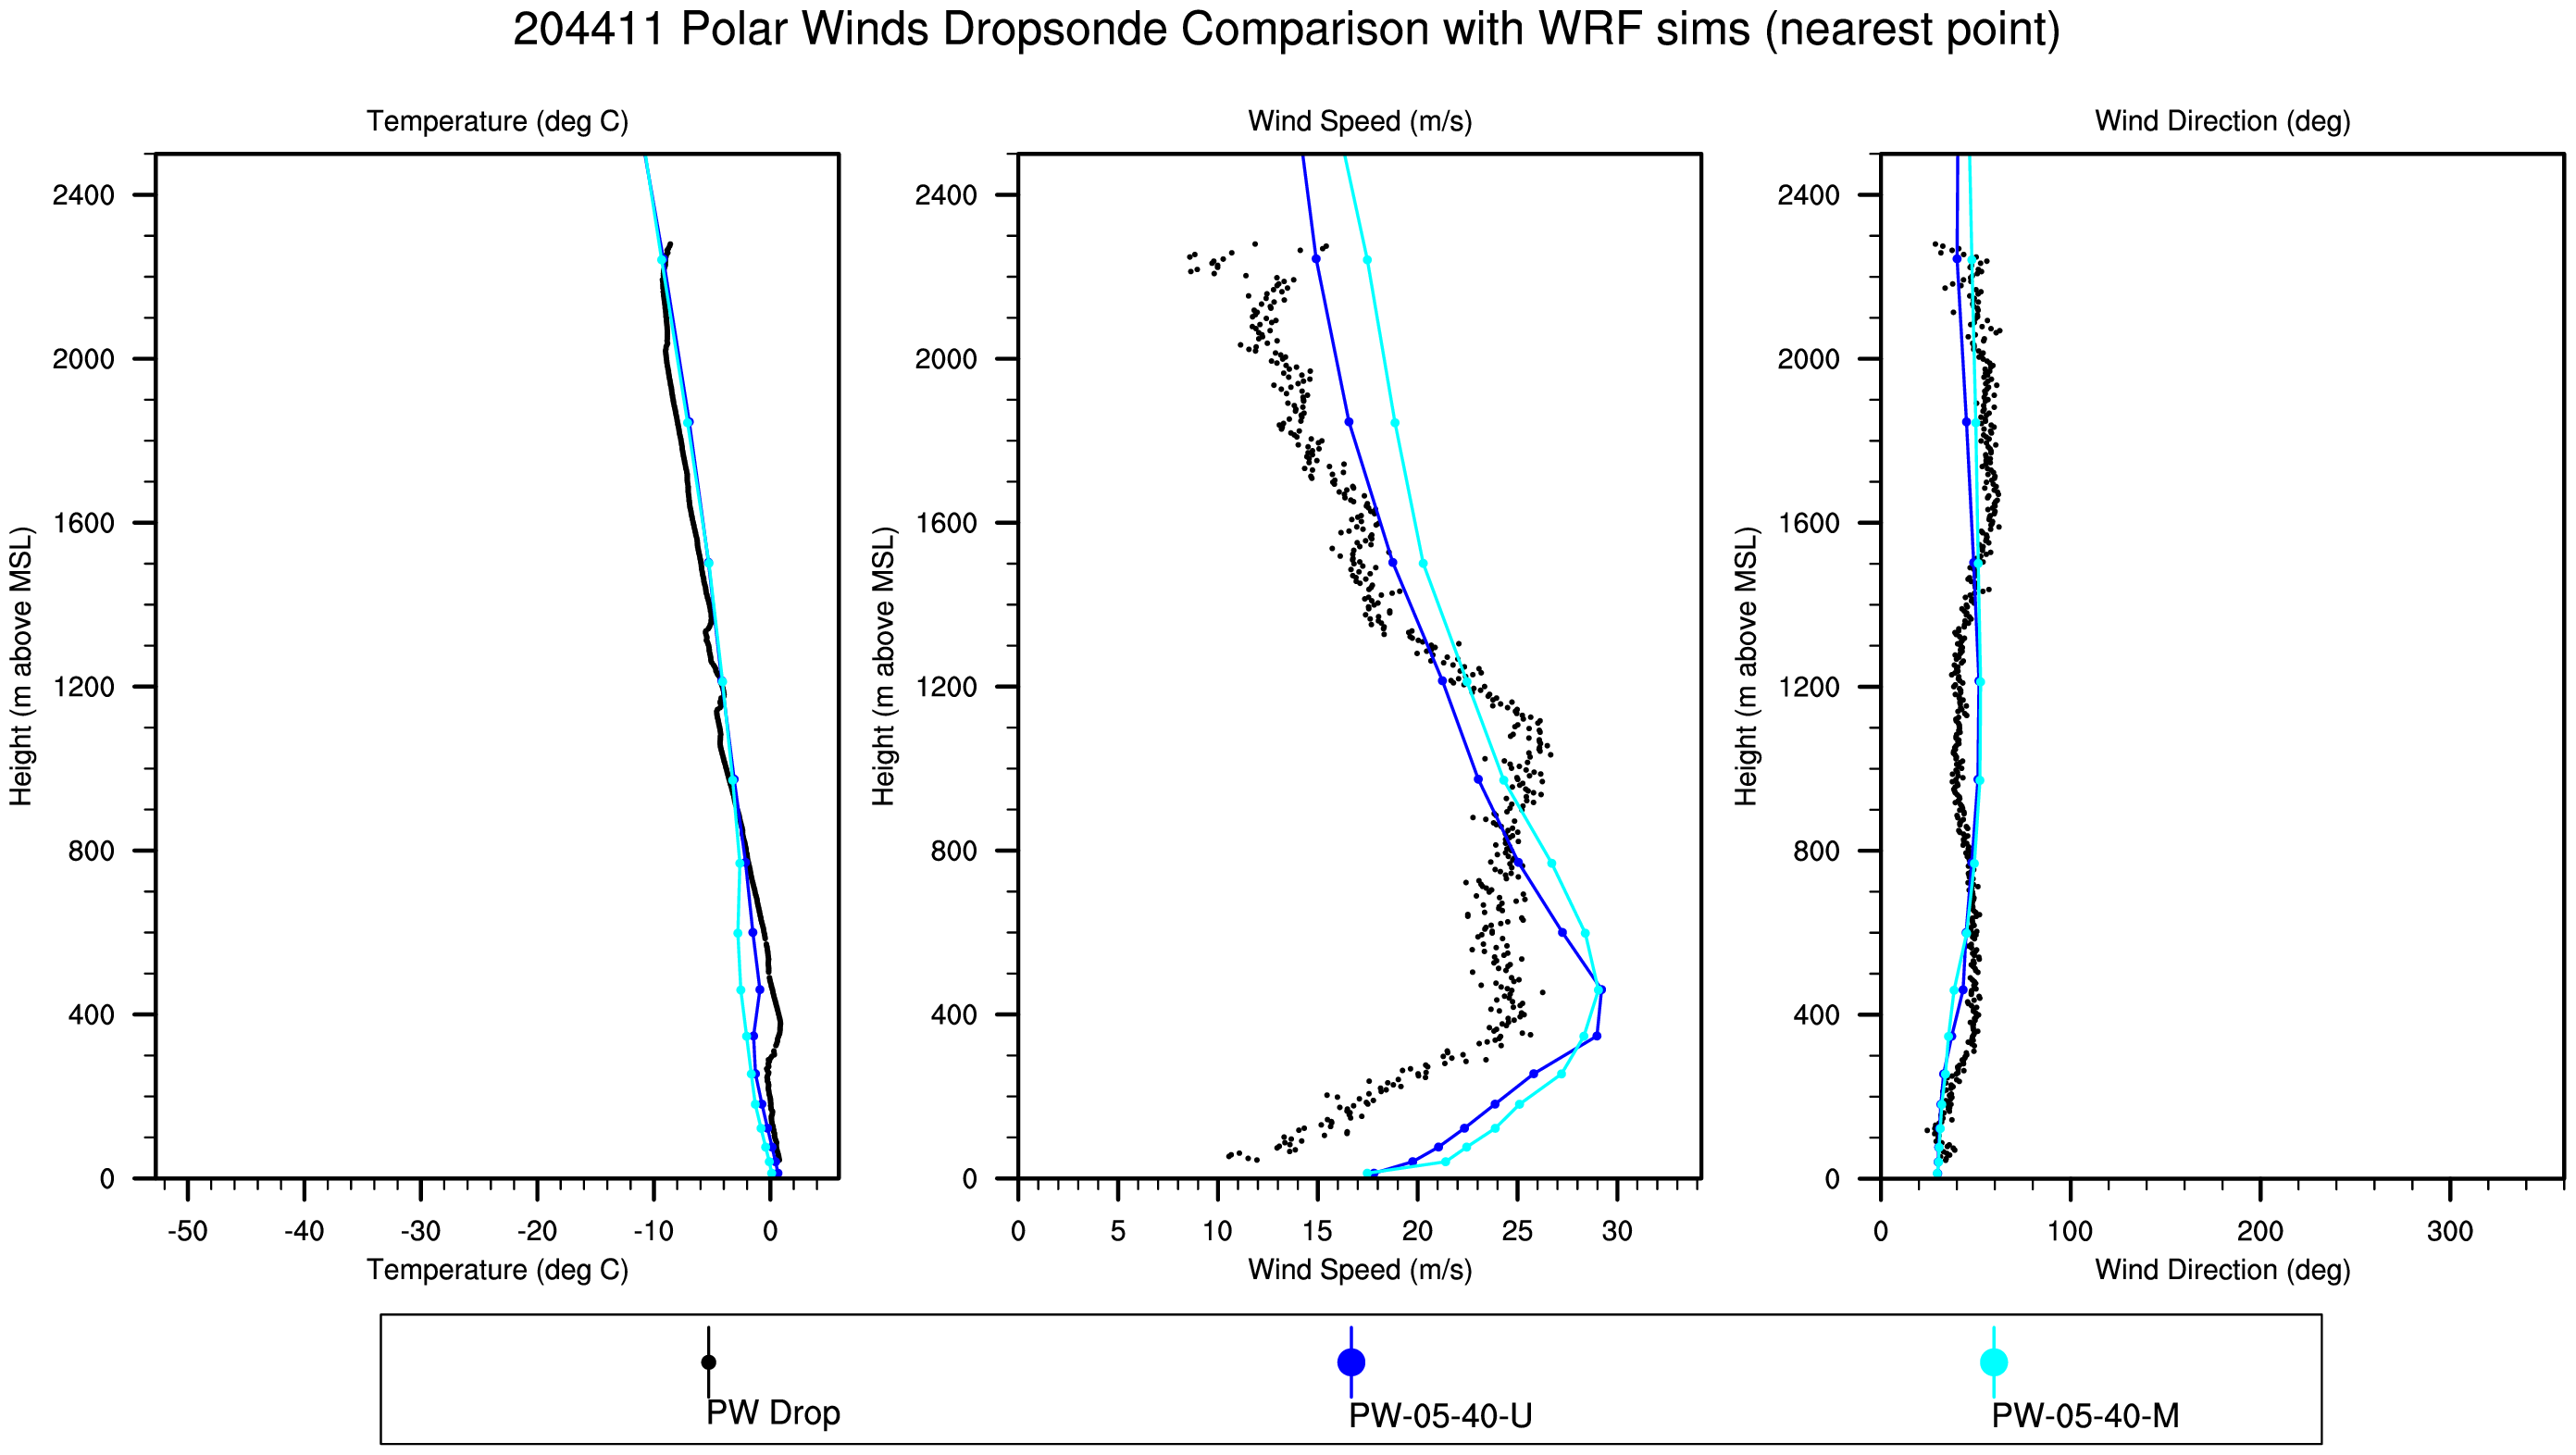 204411 Polar Winds Dropsonde Comparison with WRF sims (nearest point)
Temperature (deg C)
Wind Speed (m/s)
Wind Direction (deg)
Height (m above MSL)
2400
2000
1600
1200
800
400
0
-50 -40 -30 -20 -10 0
Temperature (deg C)
Height (m above MSL)
2400
2000
1600
1200
800
400
0
0 5 10 15 20 25 30
Wind Speed (m/s)
Height (m above MSL)
2400
2000
1600
1200
800
400
0
0 100 200 300
Wind Direction (deg)
PW Drop
PW-05-40-U
PW-05-40-M